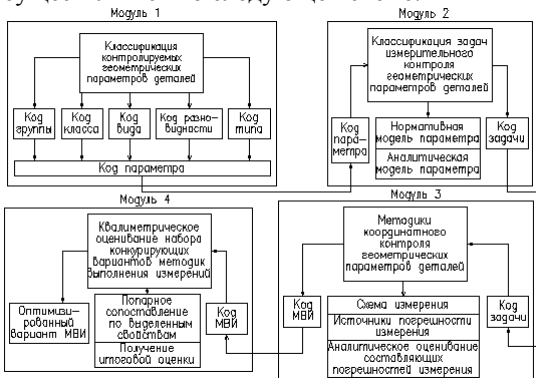 Модуль 1
Классификация
контролируемых
геометрических
параметров деталей
Код
группы
Код
класса
Код
вида
Код разно-
видности
Код
типа
Код параметра
Модуль 2
Классификация задач
измерительного
контроля
геометрических
параметров деталей
Код
пара-
метра
Нормативная
модель параметра
Аналитическая
модель параметра
Код
задачи
Модуль 4
Квалиметрическое
оценивание набора
конкурирующих
вариантов методик
выполнения измерений
Оптимизи-
рованный
вариант МВИ
Попарное
сопоставление
по выделенным
свойствам
Получение
итоговой оценки
Код
МВИ
Модуль 3
Методики
координатного
контроля
геометрических
параметров деталей
Код
МВИ
Схема измерения
Источники погрешности
измерения
Аналитическое оценивание
составляющих
погрешностей измерения
Код
задачи